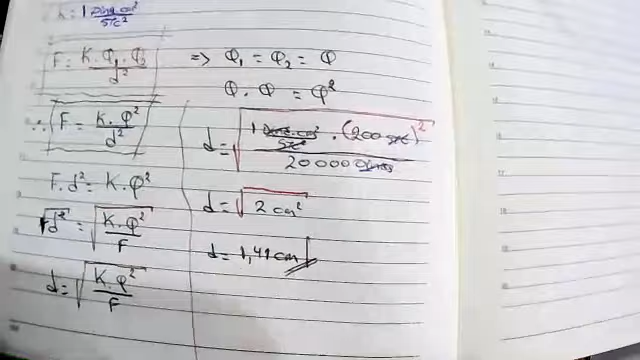 K = 1 Dina.cm²/stc²
F = K.Q₁.Q₂/d² => Q₁ = Q₂ = Q
Q.Q = Q²
∴ F = K.Q²/d²
F.d² = K.Q²
√d² = √K.Q²/F
d = √K.Q²/F
d = √1 Dina.cm²/stc² . (200 stc)²/20000 Dinas
d = √2 cm²
d = 1,41 cm